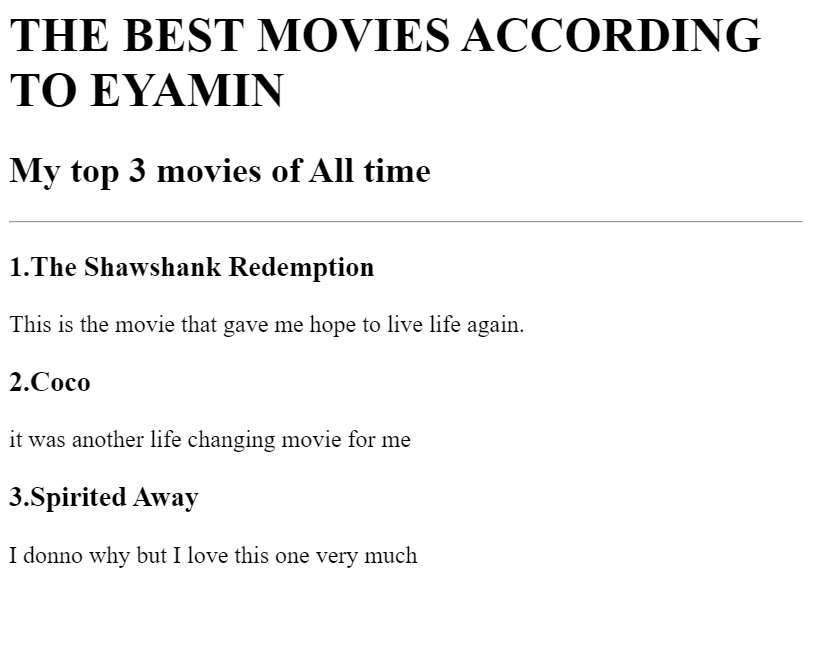 THE BEST MOVIES ACCORDING
TO EYAMIN
My top 3 movies of All time
1.The Shawshank Redemption
This is the movie that gave me hope to live life again.
2.Coco
it was another life changing movie for me
3.Spirited Away
I donno why but I love this one very much